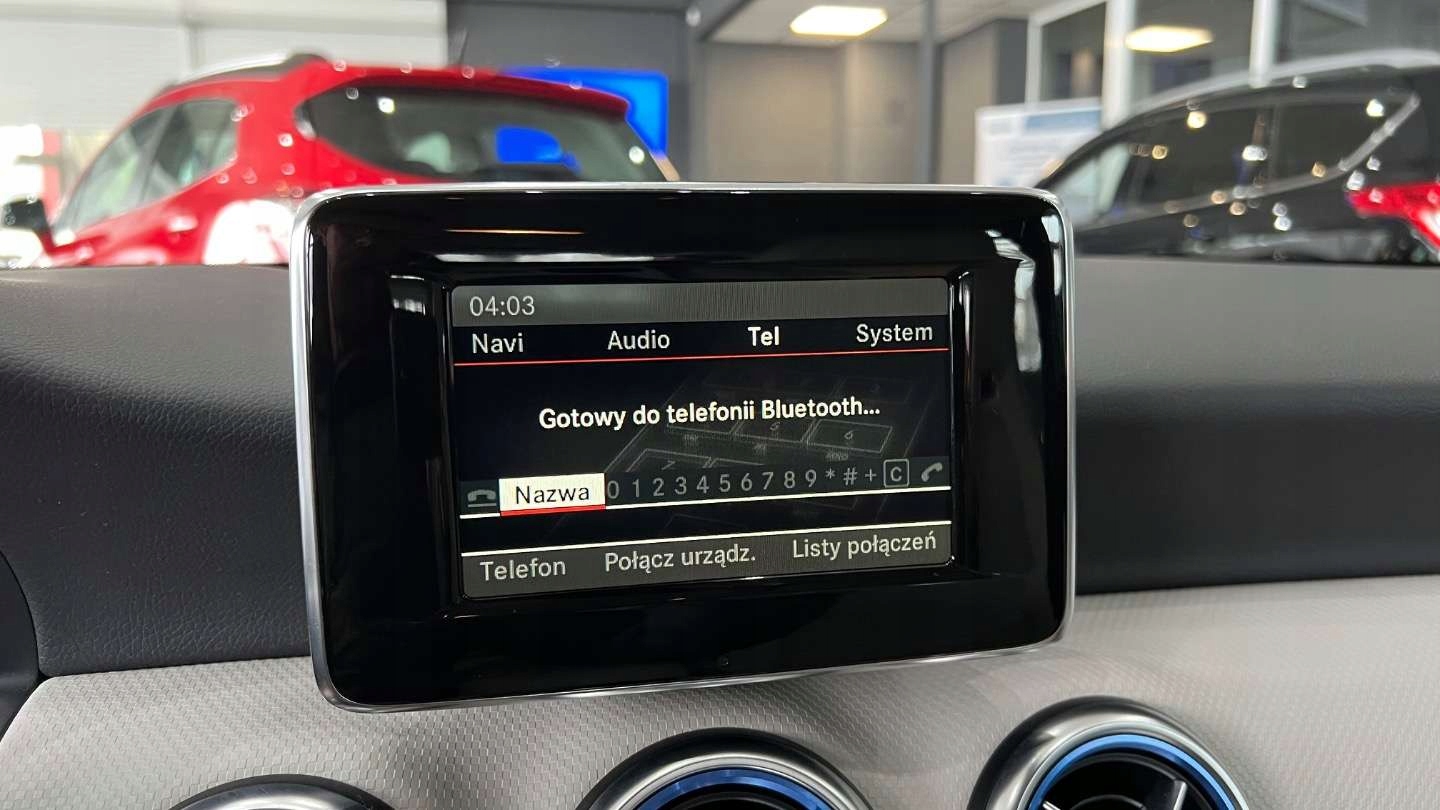 04:03
Navi Audio Tel System
Gotowy do telefonii Bluetooth...
Nazwa 0 1 2 3 4 5 6 7 8 9 * # + C
Telefon Połącz urządz. Listy połączeń